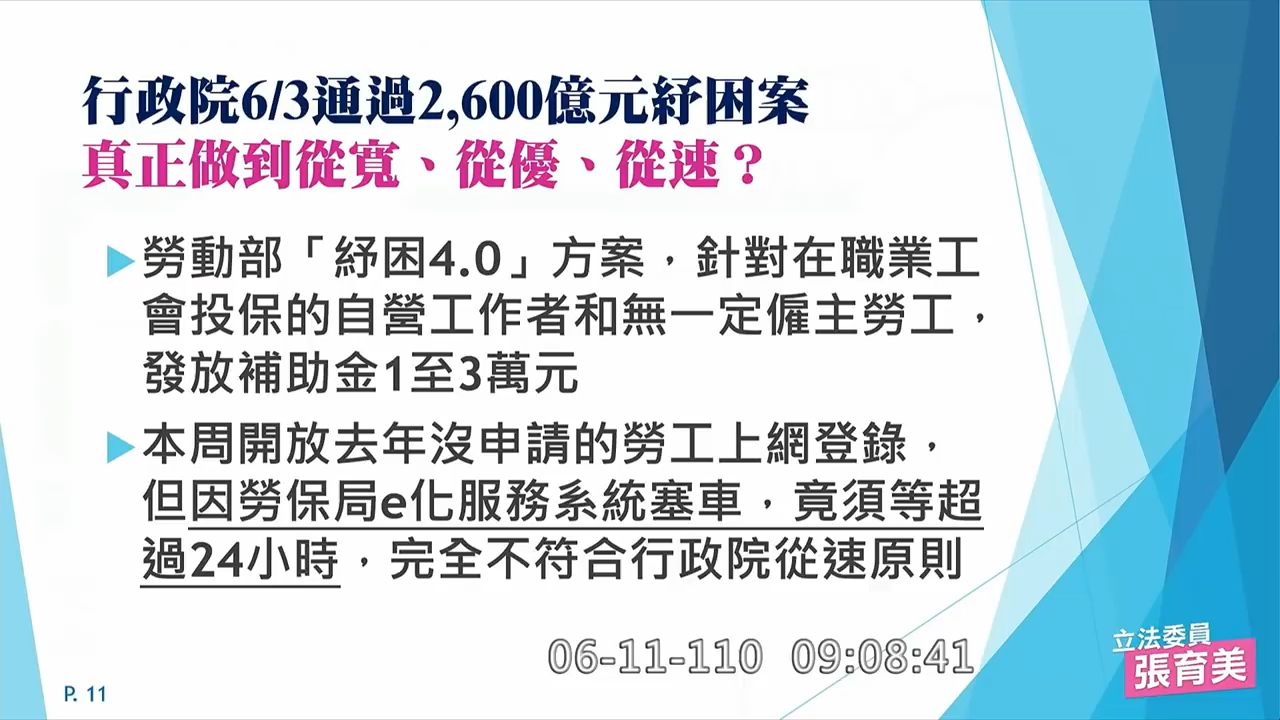 行政院6/3通過2,600億元紓困案
真正做到從寬、從優、從速？
勞動部「紓困4.0」方案，針對在職業工
會投保的自營工作者和無一定僱主勞工，
發放補助金1至3萬元
本周開放去年沒申請的勞工上網登錄，
但因勞保局e化服務系統塞車，竟須等超
過24小時，完全不符合行政院從速原則
06-11-110 09:08:41
立法委員
張育美
P. 11